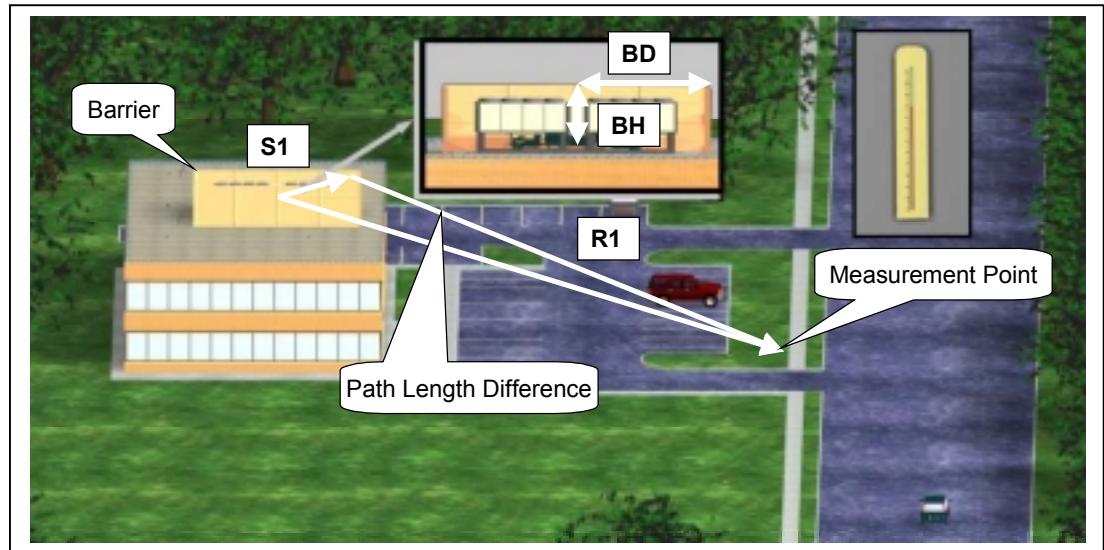 BD
BH
Barrier
S1
R1
Measurement Point
Path Length Difference